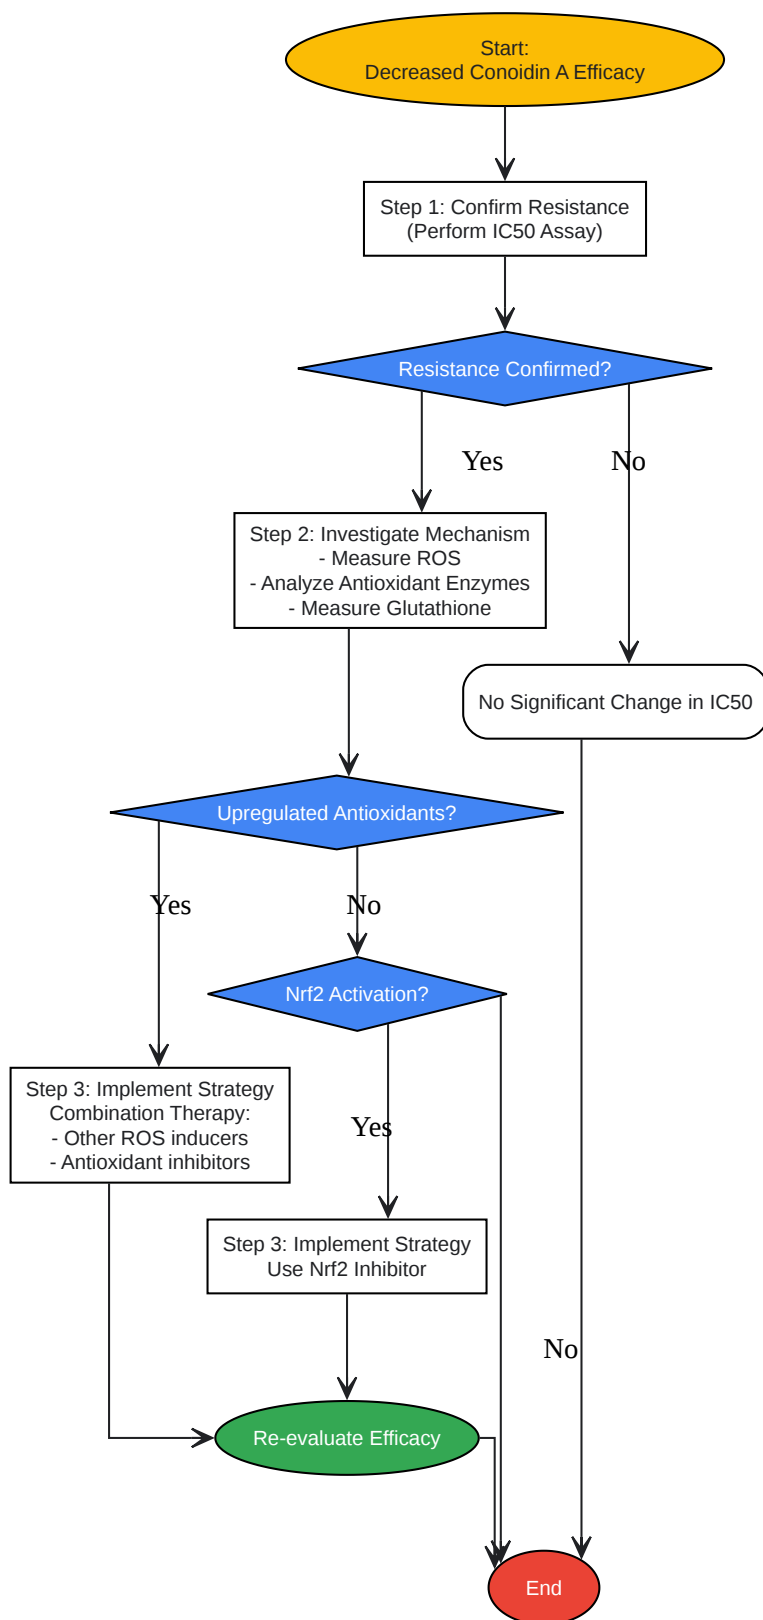 Start:
Decreased Conoidin A Efficacy
Step 1: Confirm Resistance
(Perform IC50 Assay)
Resistance Confirmed?
Yes
No
Step 2: Investigate Mechanism
- Measure ROS
- Analyze Antioxidant Enzymes
- Measure Glutathione
No Significant Change in IC50
Upregulated Antioxidants?
Yes
No
Nrf2 Activation?
Step 3: Implement Strategy
Combination Therapy:
- Other ROS inducers
- Antioxidant inhibitors
Yes
Step 3: Implement Strategy
Use Nrf2 Inhibitor
No
Re-evaluate Efficacy
End